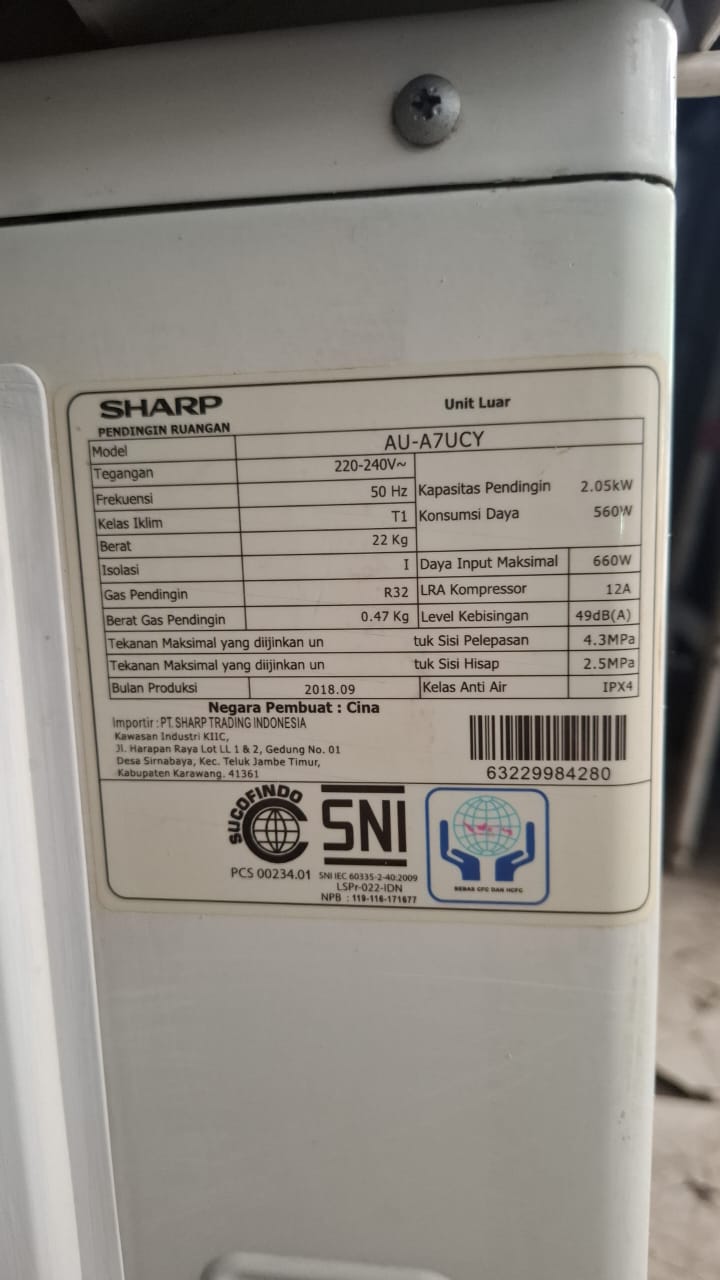 SHARP
Unit Luar
PENDINGIN RUANGAN
Model AU-A7UCY
Tegangan 220-240V~
Frekuensi 50 Hz Kapasitas Pendingin 2.05kW
Kelas Iklim T1 Konsumsi Daya 560W
Berat 22 Kg
Isolasi I Daya Input Maksimal 660W
Gas Pendingin R32 LRA Kompressor 12A
Berat Gas Pendingin 0.47 Kg Level Kebisingan 49dB(A)
Tekanan Maksimal yang diijinkan un tuk Sisi Pelepasan 4.3MPa
Tekanan Maksimal yang diijinkan un tuk Sisi Hisap 2.5MPa
Bulan Produksi 2018.09 Kelas Anti Air IPX4
Negara Pembuat : Cina
Importir : PT. SHARP TRADING INDONESIA
Kawasan Industri KIIC,
Jl. Harapan Raya Lot LL 1 & 2, Gedung No. 01
Desa Sirnabaya, Kec. Teluk Jambe Timur,
Kabupaten Karawang. 41361
63229984280
SUCOFINDO
SNI
PCS 00234.01 SNI IEC 60335-2-40:2009
LSPr-022-IDN
NPB : 119-116-171677
BEBAS CFC DAN HCFC